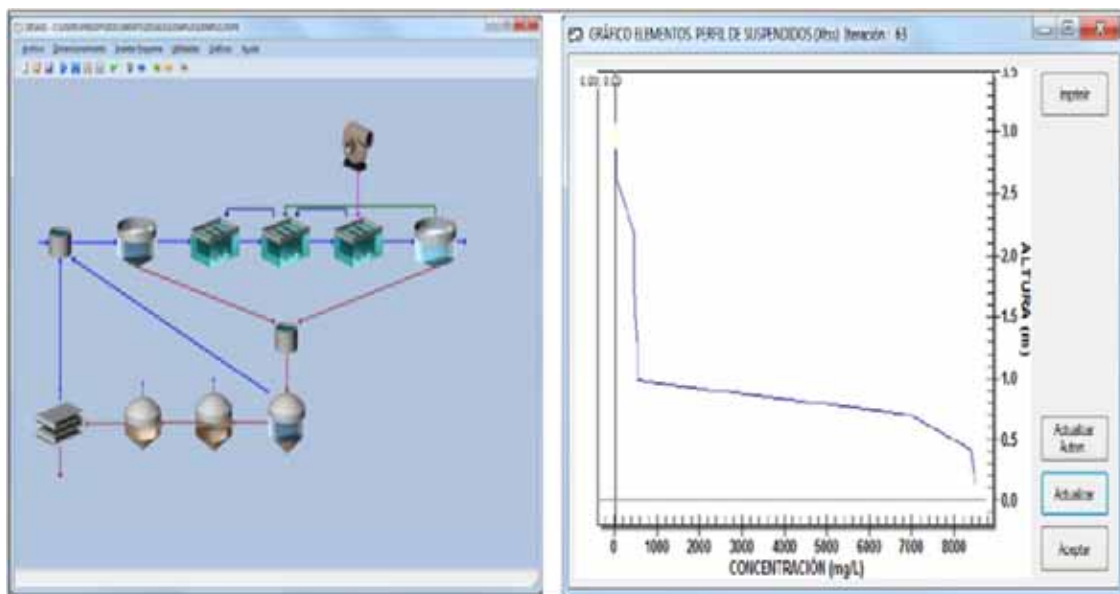 Archivo
Ayuda
GRÁFICO ELEMENTOS. PERFIL DE SUSPENDIDOS (Xtss) Iteración : 63
Imprimir
3.5
3.0
2.5
2.0
1.5
1.0
0.5
0.0
ALTURA (m)
0 1000 2000 3000 4000 5000 6000 7000 8000
CONCENTRACIÓN (mg/L)
Actualizar
Autom
Actualizar
Aceptar